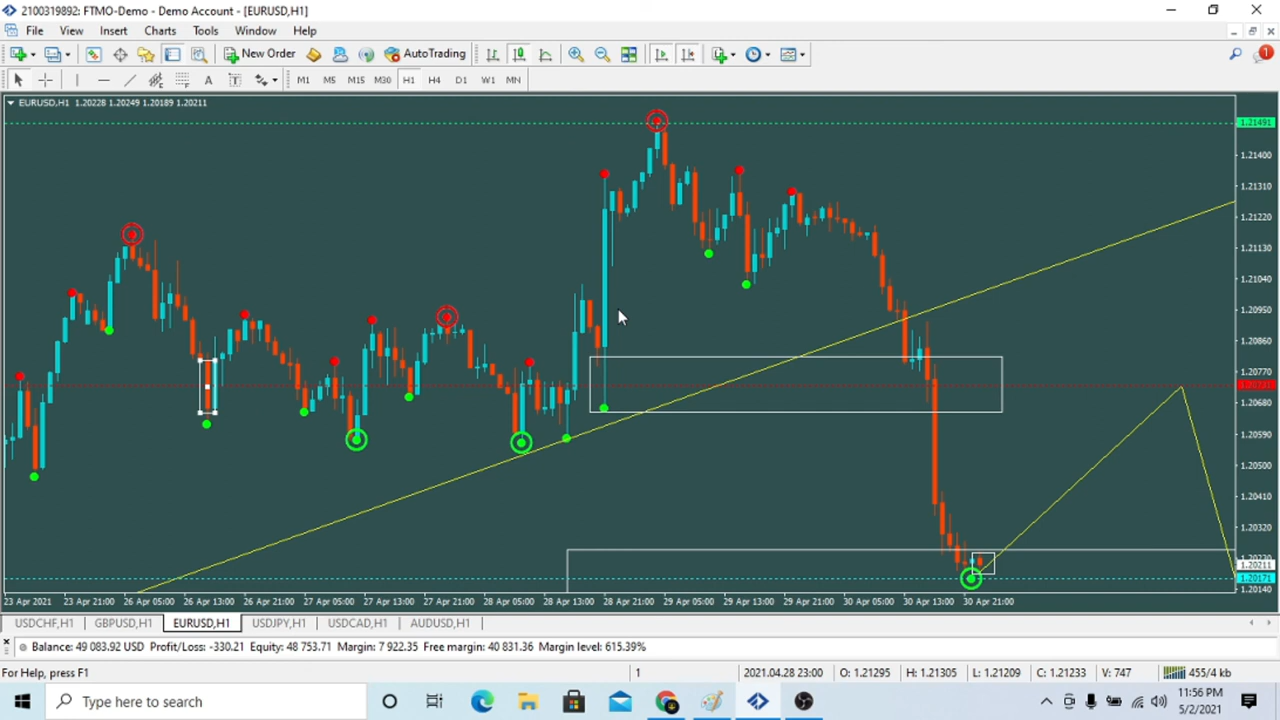 2100319892: FTMO-Demo - Demo Account - [EURUSD,H1]
File View Insert Charts Tools Window Help
New Order AutoTrading
1
A T M1 M5 M15 M30 H1 H4 D1 W1 MN
EURUSD,H1 1.20228 1.20249 1.20189 1.20211
1.21491
1.21400
1.21310
1.21220
1.21130
1.21040
1.20950
1.20860
1.20770
1.20680
1.20590
1.20500
1.20410
1.20320
1.20211
1.20171
1.20140
23 Apr 2021 23 Apr 21:00 26 Apr 05:00 26 Apr 13:00 26 Apr 21:00 27 Apr 05:00 27 Apr 13:00 27 Apr 21:00 28 Apr 05:00 28 Apr 13:00 28 Apr 21:00 29 Apr 05:00 29 Apr 13:00 29 Apr 21:00 30 Apr 05:00 30 Apr 13:00 30 Apr 21:00
USDCHF,H1 GBPUSD,H1 EURUSD,H1 USDJPY,H1 USDCAD,H1 AUDUSD,H1
Balance: 49 083.92 USD Profit/Loss: -330.21 Equity: 48 753.71 Margin: 7 922.35 Free margin: 40 831.36 Margin level: 615.39%
For Help, press F1 1 2021.04.28 23:00 O: 1.21295 H: 1.21305 L: 1.21209 C: 1.21233 V: 747 455/4 kb
Type here to search
11:56 PM
5/2/2021